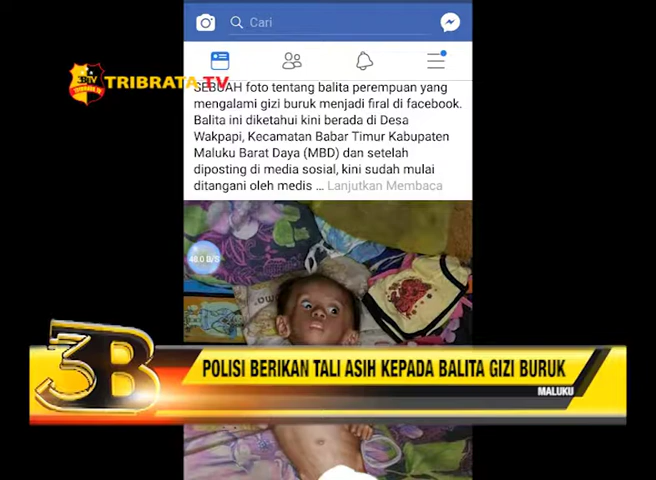 Cari
TRIBRATA TV
SEBUAH foto tentang balita perempuan yang
mengalami gizi buruk menjadi firal di facebook.
Balita ini diketahui kini berada di Desa
Wakpapi, Kecamatan Babar Timur Kabupaten
Maluku Barat Daya (MBD) dan setelah
diposting di media sosial, kini sudah mulai
ditangani oleh medis ... Lanjutkan Membaca
48.0 B/S
3B
POLISI BERIKAN TALI ASIH KEPADA BALITA GIZI BURUK
MALUKU